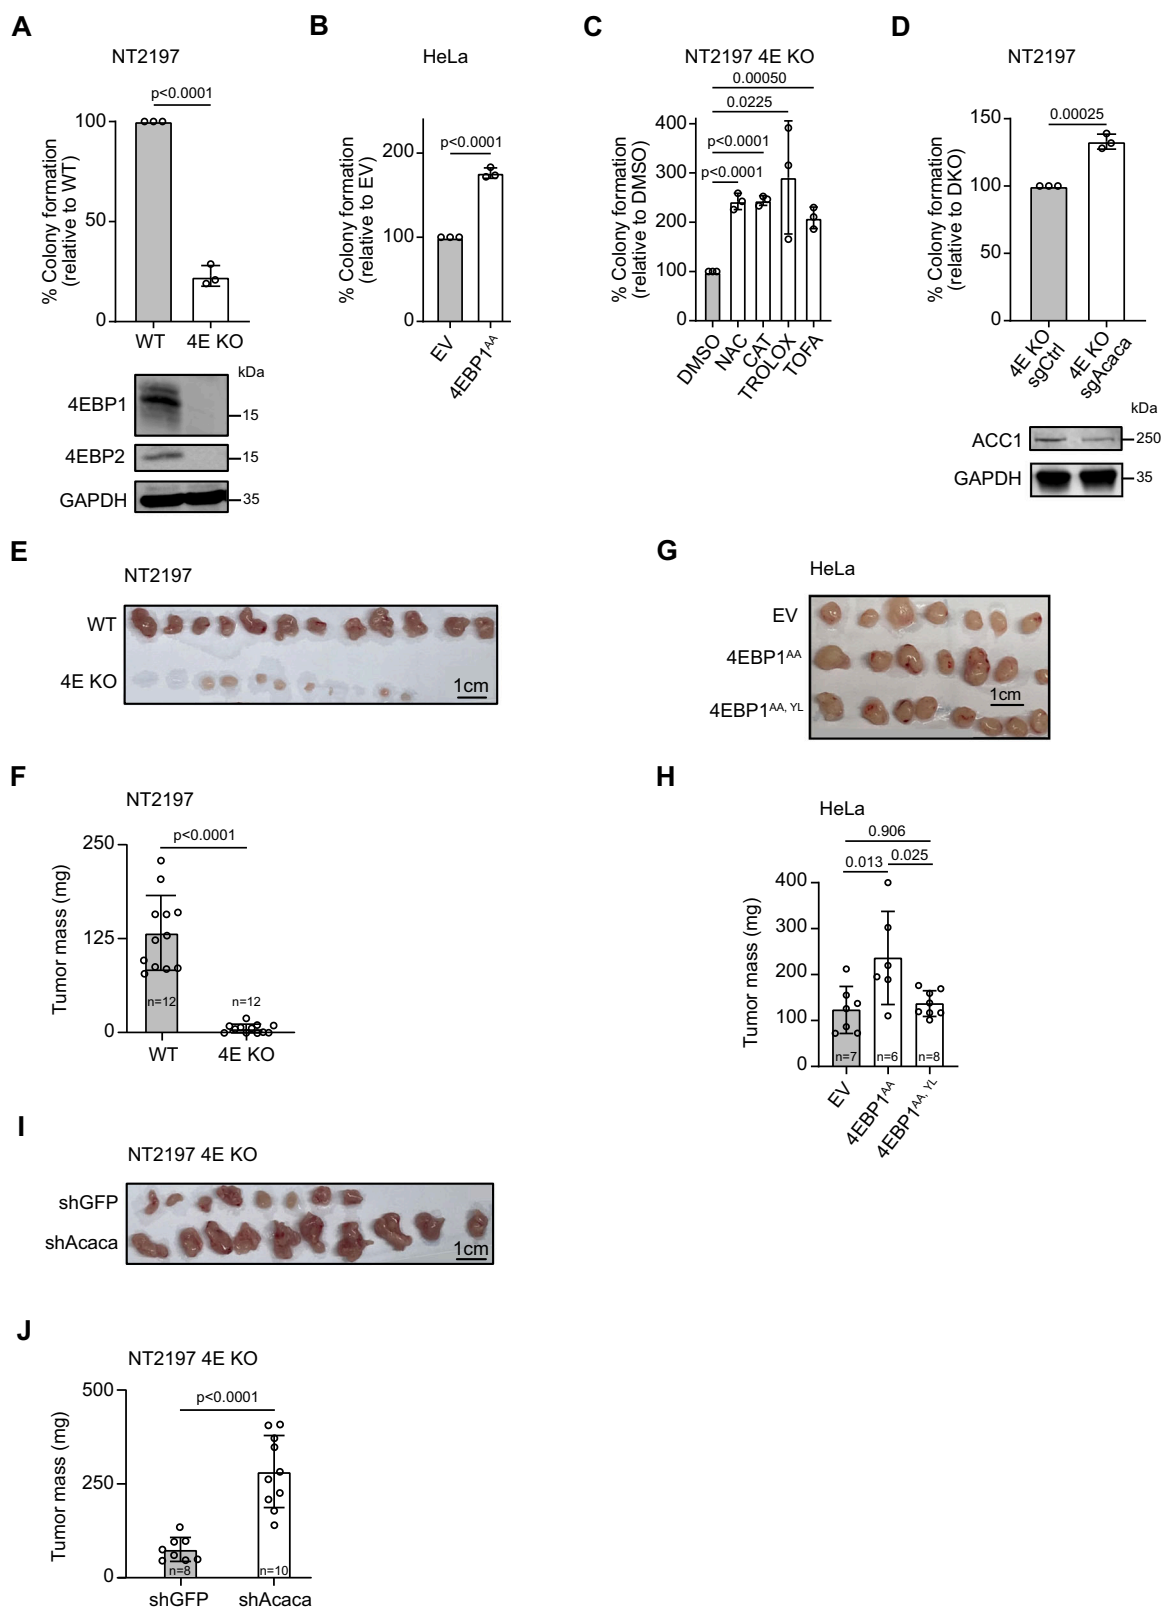 A
NT2197
p<0.0001
% Colony formation
(relative to WT)
100
50
0
WT
4E KO
kDa
4EBP1
15
4EBP2
15
GAPDH
35
B
HeLa
p<0.0001
% Colony formation
(relative to EV)
200
100
0
EV
4EBP1AA
C
NT2197 4E KO
0.00050
0.0225
p<0.0001
p<0.0001
% Colony formation
(relative to DMSO)
400
300
200
100
0
DMSO
NAC
CAT
TROLOX
TOFA
D
NT2197
0.00025
% Colony formation
(relative to DKO)
150
100
50
0
4E KO
sgCtrl
4E KO
sgAcaca
kDa
ACC1
250
GAPDH
35
E
NT2197
WT
4E KO
1cm
G
HeLa
EV
4EBP1AA
4EBP1AA, YL
1cm
F
NT2197
p<0.0001
Tumor mass (mg)
250
125
0
n=12
n=12
WT
4E KO
H
HeLa
0.906
0.013
0.025
Tumor mass (mg)
400
300
200
100
0
n=7
n=6
n=8
EV
4EBP1AA
4EBP1AA, YL
I
NT2197 4E KO
shGFP
shAcaca
1cm
J
NT2197 4E KO
p<0.0001
Tumor mass (mg)
500
250
0
n=8
n=10
shGFP
shAcaca